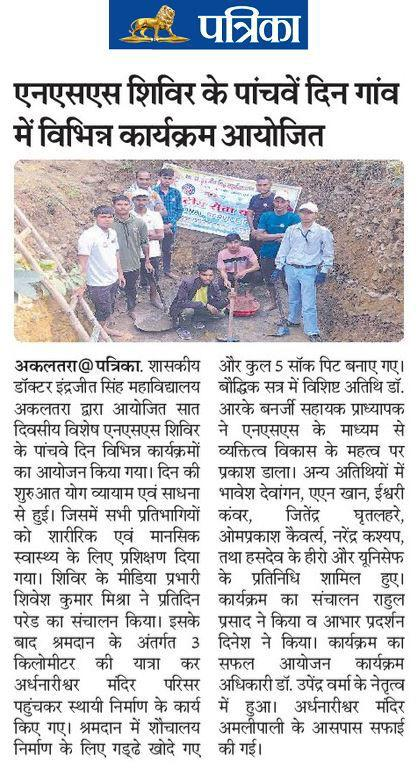 पत्रिका
एनएसएस शिविर के पांचवें दिन गांव
में विभिन्न कार्यक्रम आयोजित
अकलतरा@पत्रिका. शासकीय
डॉक्टर इंद्रजीत सिंह महाविद्यालय
अकलतरा द्वारा आयोजित सात
दिवसीय विशेष एनएसएस शिविर
के पांचवे दिन विभिन्न कार्यक्रमों
का आयोजन किया गया। दिन की
शुरुआत योग व्यायाम एवं साधना
से हुई। जिसमें सभी प्रतिभागियों
को शारीरिक एवं मानसिक
स्वास्थ्य के लिए प्रशिक्षण दिया
गया। शिविर के मीडिया प्रभारी
शिवेश कुमार मिश्रा ने प्रतिदिन
परेड का संचालन किया। इसके
बाद श्रमदान के अंतर्गत 3
किलोमीटर की यात्रा कर
अर्धनारीश्वर मंदिर परिसर
पहुंचकर स्थायी निर्माण के कार्य
किए गए। श्रमदान में शौचालय
निर्माण के लिए गड्ढे खोदे गए
और कुल 5 सॉक पिट बनाए गए।
बौद्धिक सत्र में विशिष्ट अतिथि डॉ.
आरके बनर्जी सहायक प्राध्यापक
ने एनएसएस के माध्यम से
व्यक्तित्व विकास के महत्व पर
प्रकाश डाला। अन्य अतिथियों में
भावेश देवांगन, एएन खान, ईश्वरी
कंवर, जितेंद्र घृतलहरे,
ओमप्रकाश कैवर्त्य, नरेंद्र कश्यप,
तथा हसदेव के हीरो और यूनिसेफ
के प्रतिनिधि शामिल हुए।
कार्यक्रम का संचालन राहुल
प्रसाद ने किया व आभार प्रदर्शन
दिनेश ने किया। कार्यक्रम का
सफल आयोजन कार्यक्रम
अधिकारी डॉ. उपेंद्र वर्मा के नेतृत्व
में हुआ। अर्धनारीश्वर मंदिर
अमलीपाली के आसपास सफाई
की गई।